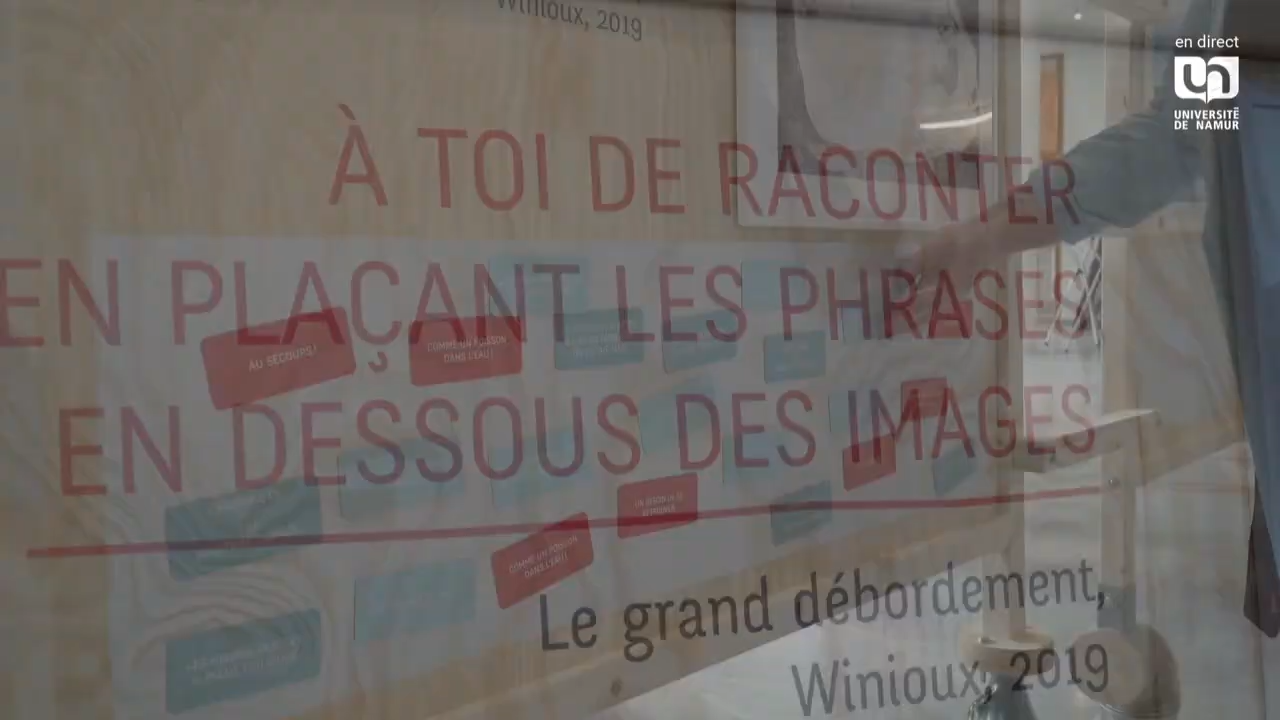 Winioux, 2019
en direct
UNIVERSITÉ
DE NAMUR
À TOI DE RACONTER
EN PLAÇANT LES PHRASES
EN DESSOUS DES IMAGES
AU SECOURS!
COMME UN POISSON
DANS L'EAU!
COMME UN POISSON
DANS L'EAU!
Le grand débordement,
Winioux, 2019